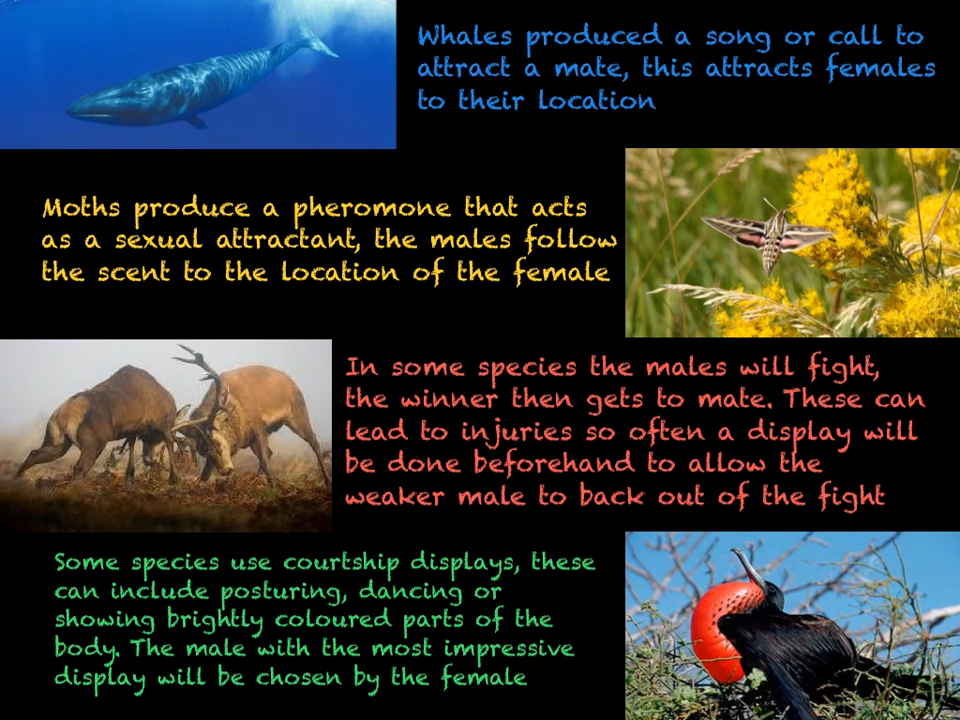 Whales produced a song or call to
attract a mate, this attracts females
to their location
Moths produce a pheromone that acts
as a sexual attractant, the males follow
the scent to the location of the female
In some species the males will fight,
the winner then gets to mate. These can
lead to injuries so often a display will
be done beforehand to allow the
weaker male to back out of the fight
Some species use courtship displays, these
can include posturing, dancing or
showing brightly coloured parts of the
body. The male with the most impressive
display will be chosen by the female